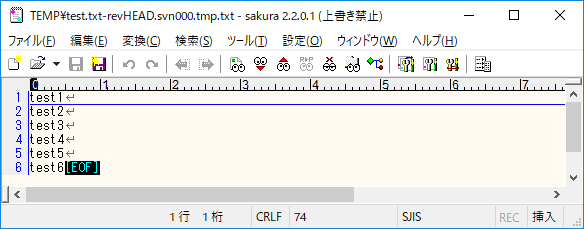 TEMP¥test.txt-revHEAD.svn000.tmp.txt - sakura 2.2.0.1 (上書き禁止)
ファイル(F) 編集(E) 変換(C) 検索(S) ツール(T) 設定(O) ウィンドウ(W) ヘルプ(H)
0 1 2 3 4 5 6 7
1 test1↵
2 test2↵
3 test3↵
4 test4↵
5 test5↵
6 test6[EOF]
1 行 1 桁 CRLF 74 SJIS REC 挿入